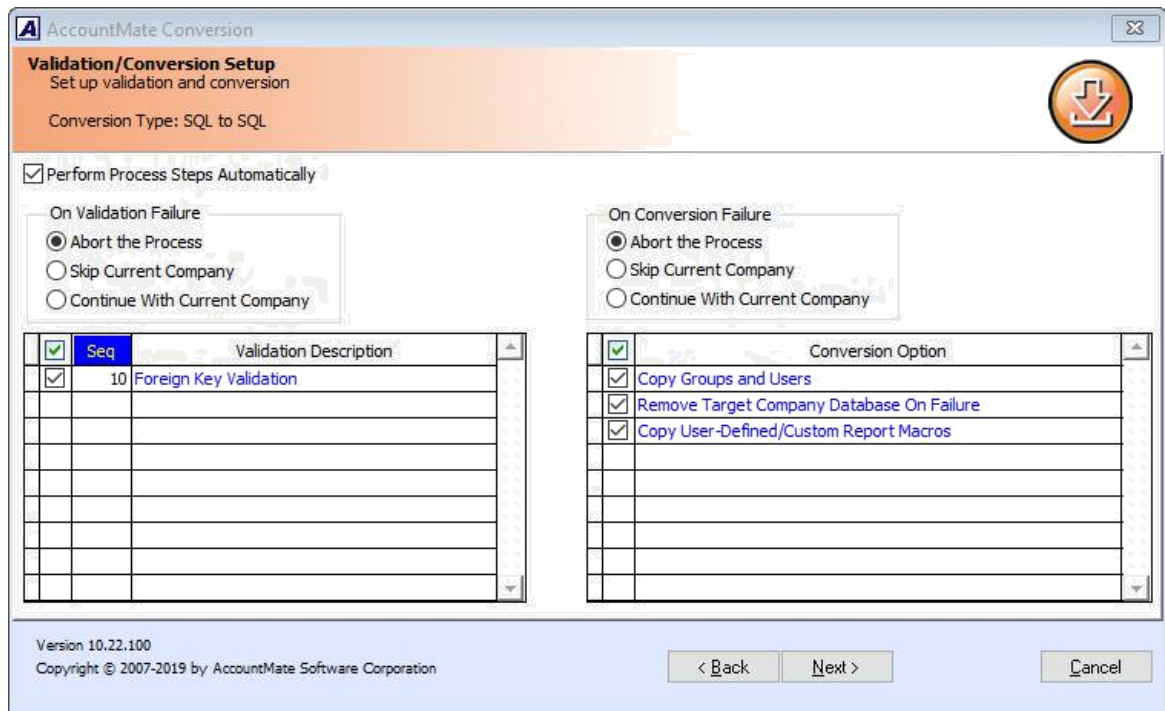 AccountMate Conversion
Validation/Conversion Setup
Set up validation and conversion
Conversion Type: SQL to SQL
Perform Process Steps Automatically
On Validation Failure
Abort the Process
Skip Current Company
Continue With Current Company
On Conversion Failure
Abort the Process
Skip Current Company
Continue With Current Company
Seq Validation Description
10 Foreign Key Validation
Conversion Option
Copy Groups and Users
Remove Target Company Database On Failure
Copy User-Defined/Custom Report Macros
Version 10.22.100
Copyright © 2007-2019 by AccountMate Software Corporation
< Back Next > Cancel